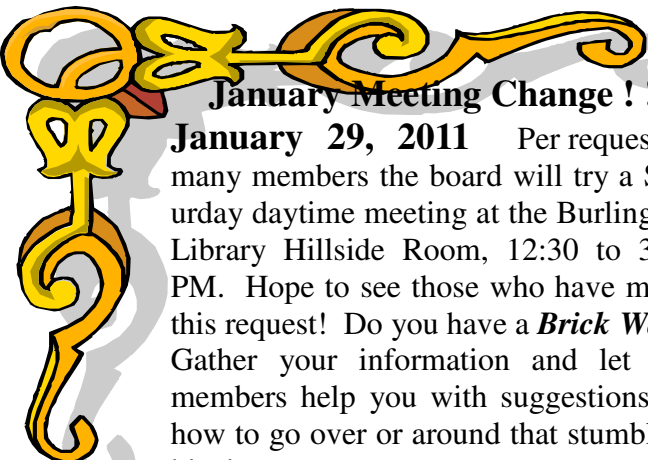 January Meeting Change !
January 29, 2011 Per reques
many members the board will try a S
urday daytime meeting at the Burling
Library Hillside Room, 12:30 to 3
PM. Hope to see those who have m
this request! Do you have a Brick W
Gather your information and let
members help you with suggestions
how to go over or around that stumb